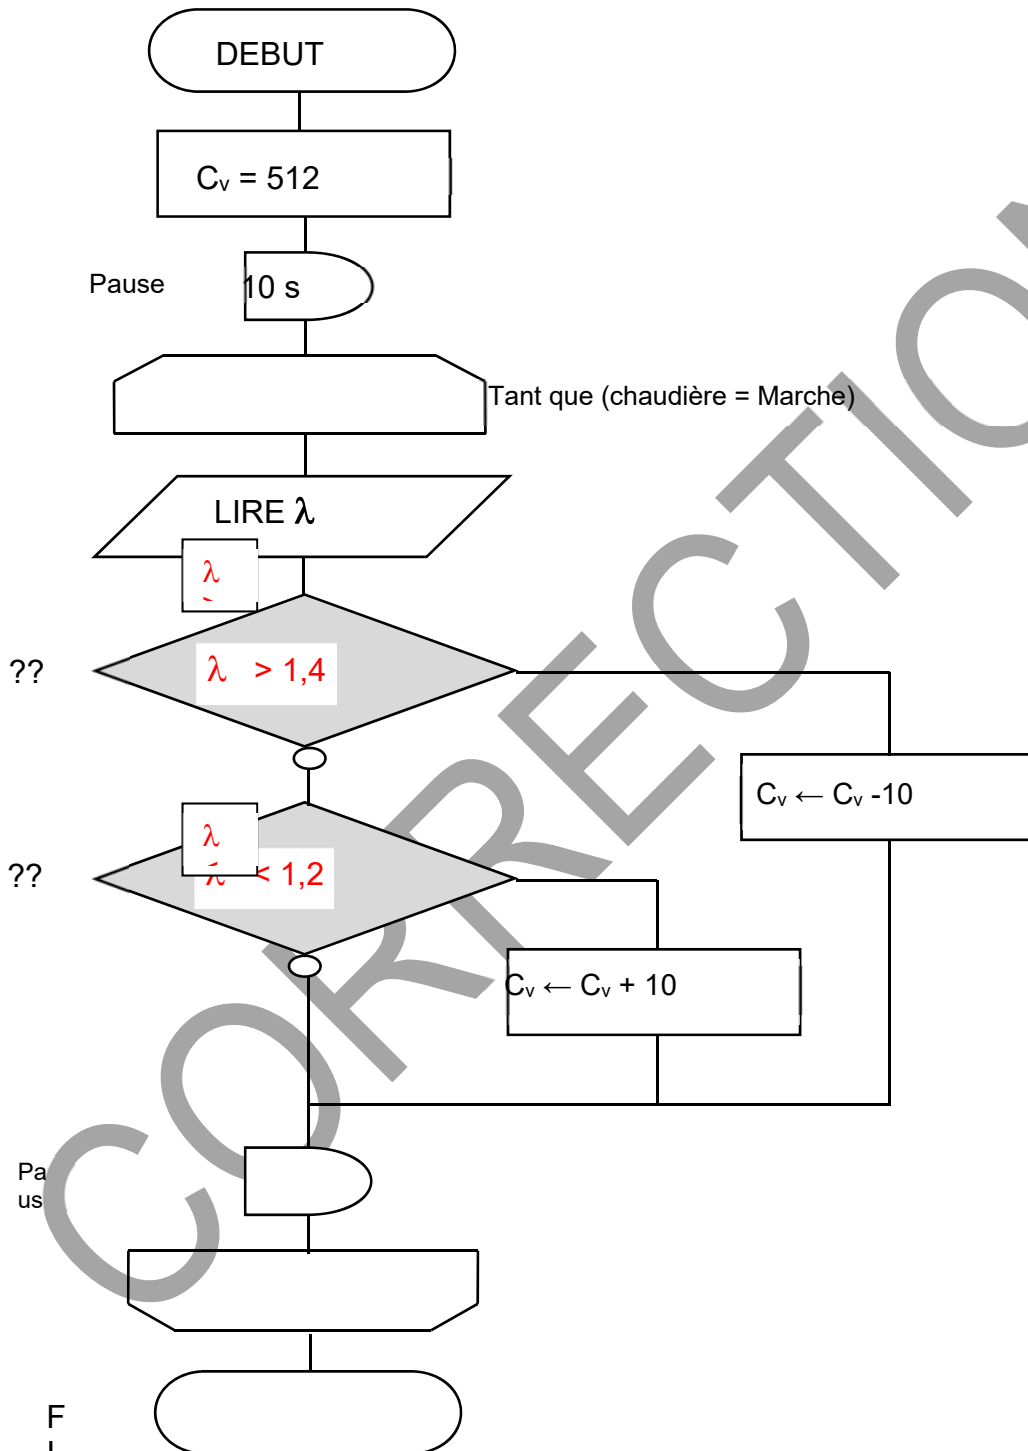 DEBUT
Cv = 512
Pause
10 s
Tant que (chaudière = Marche)
LIRE λ
λ
??
λ > 1,4
Cv ← Cv -10
λ
??
λ < 1,2
Cv ← Cv + 10
Pa
us
F
CORRECTION